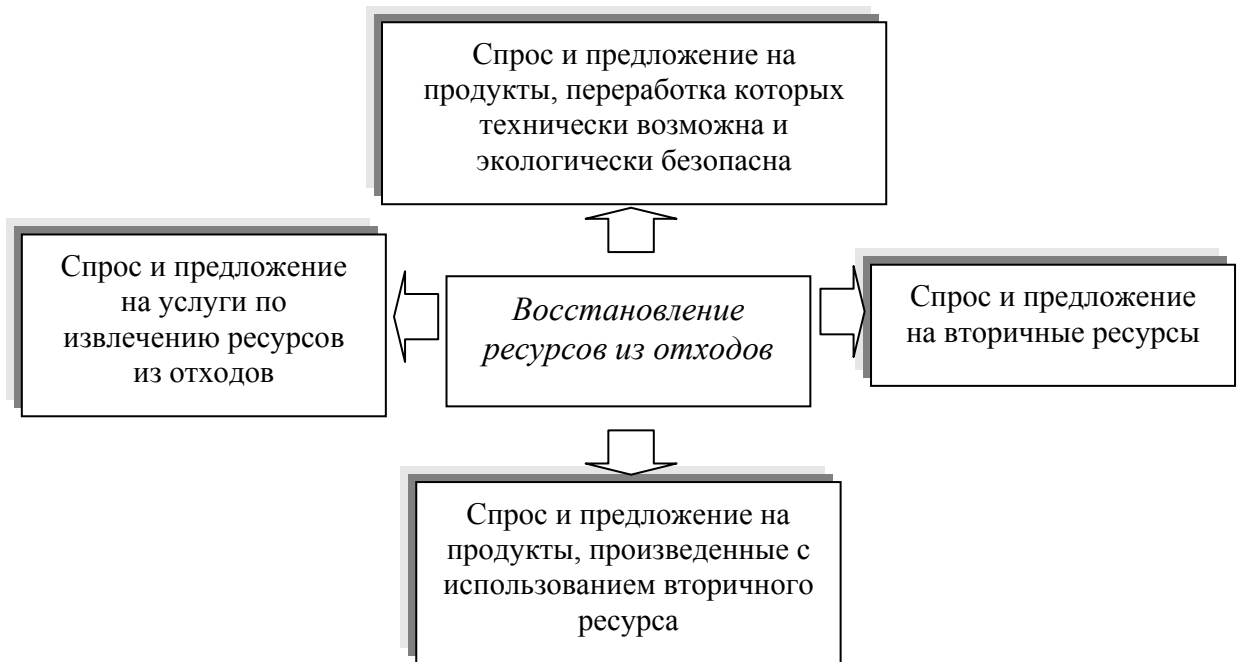 Спрос и предложение на
продукты, переработка которых
технически возможна и
экологически безопасна
Спрос и предложение
на услуги по
извлечению ресурсов
из отходов
Восстановление
ресурсов из отходов
Спрос и предложение
на вторичные ресурсы
Спрос и предложение на
продукты, произведенные с
использованием вторичного
ресурса